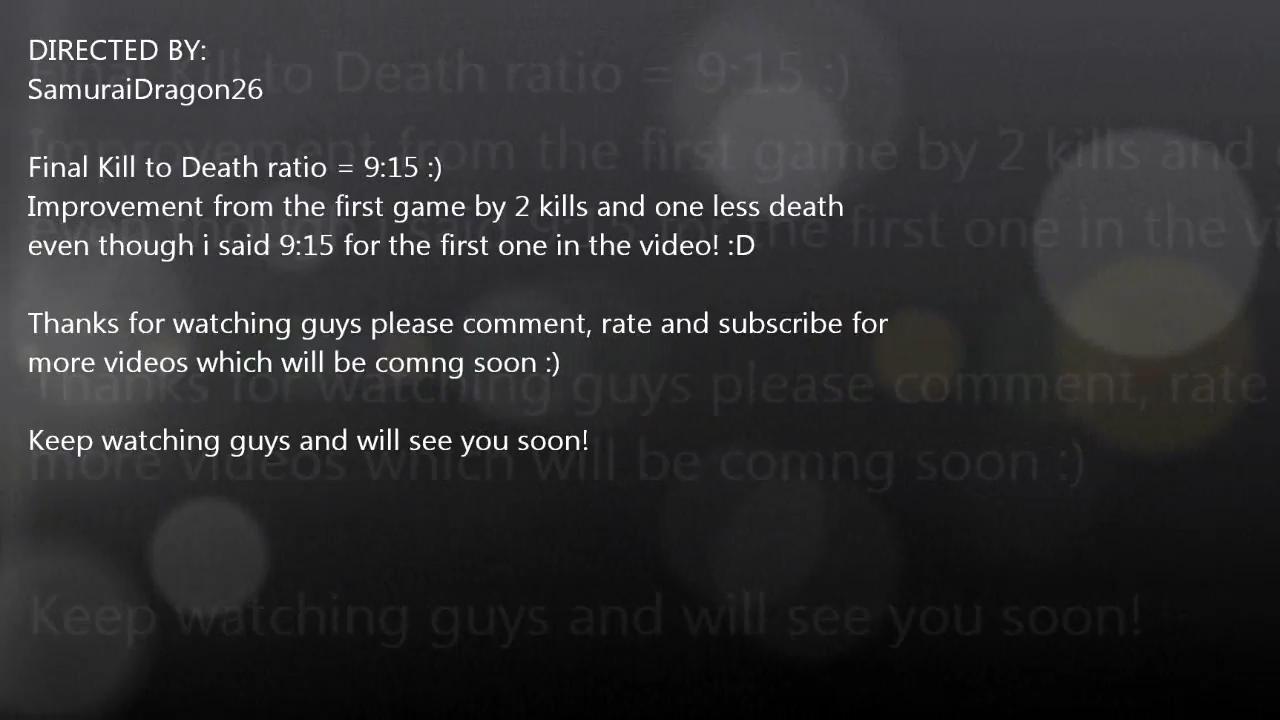 DIRECTED BY:
SamuraiDragon26
Final Kill to Death ratio = 9:15 :)
Improvement from the first game by 2 kills and one less death
even though i said 9:15 for the first one in the video! :D
Thanks for watching guys please comment, rate and subscribe for
more videos which will be comng soon :)
Keep watching guys and will see you soon!